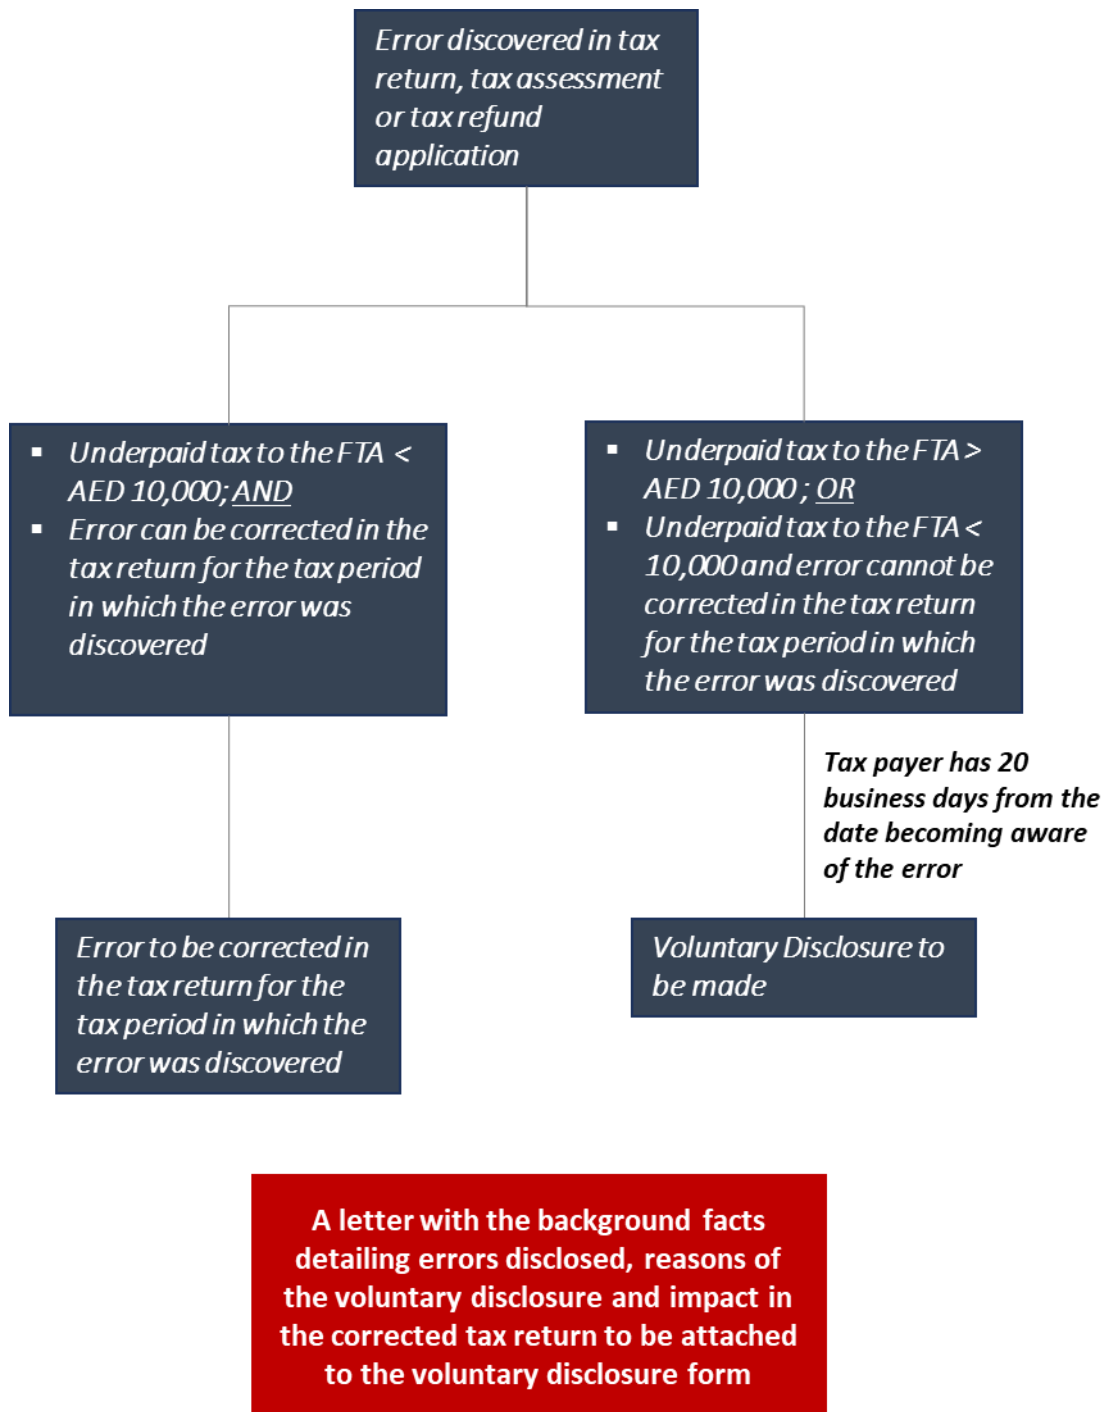 Error discovered in tax
return, tax assessment
or tax refund
application
▪ Underpaid tax to the FTA <
AED 10,000; AND
▪ Error can be corrected in the
tax return for the tax period
in which the error was
discovered
▪ Underpaid tax to the FTA >
AED 10,000 ; OR
▪ Underpaid tax to the FTA <
10,000 and error cannot be
corrected in the tax return
for the tax period in which
the error was discovered
Tax payer has 20
business days from the
date becoming aware
of the error
Error to be corrected in
the tax return for the
tax period in which the
error was discovered
Voluntary Disclosure to
be made
A letter with the background facts
detailing errors disclosed, reasons of
the voluntary disclosure and impact in
the corrected tax return to be attached
to the voluntary disclosure form